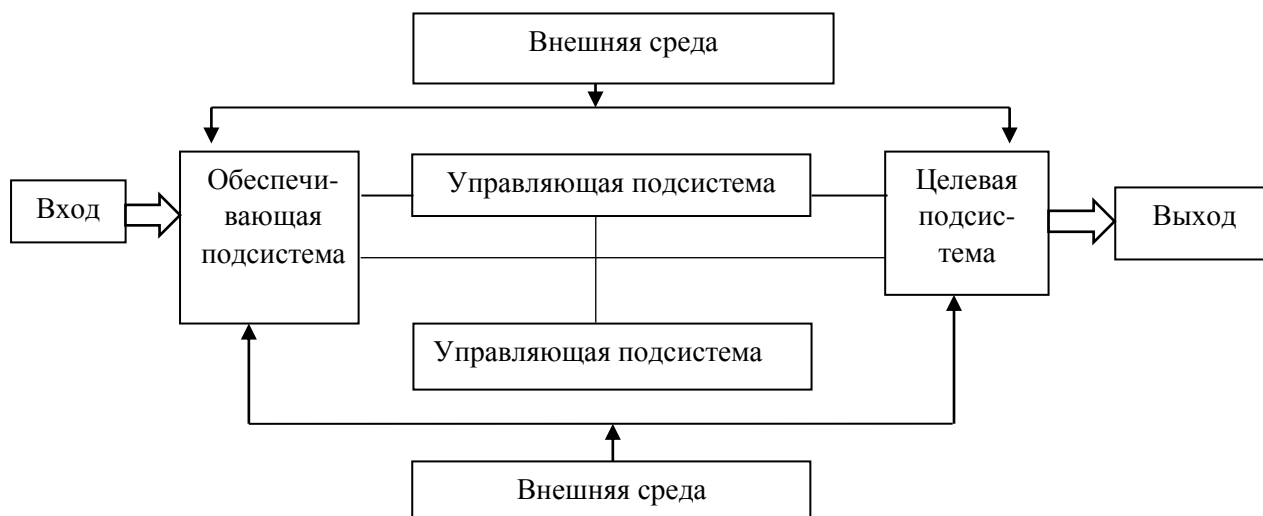 Внешняя среда
Вход
Обеспечи-
вающая
подсистема
Управляющая подсистема
Целевая
подсис-
тема
Выход
Управляющая подсистема
Внешняя среда